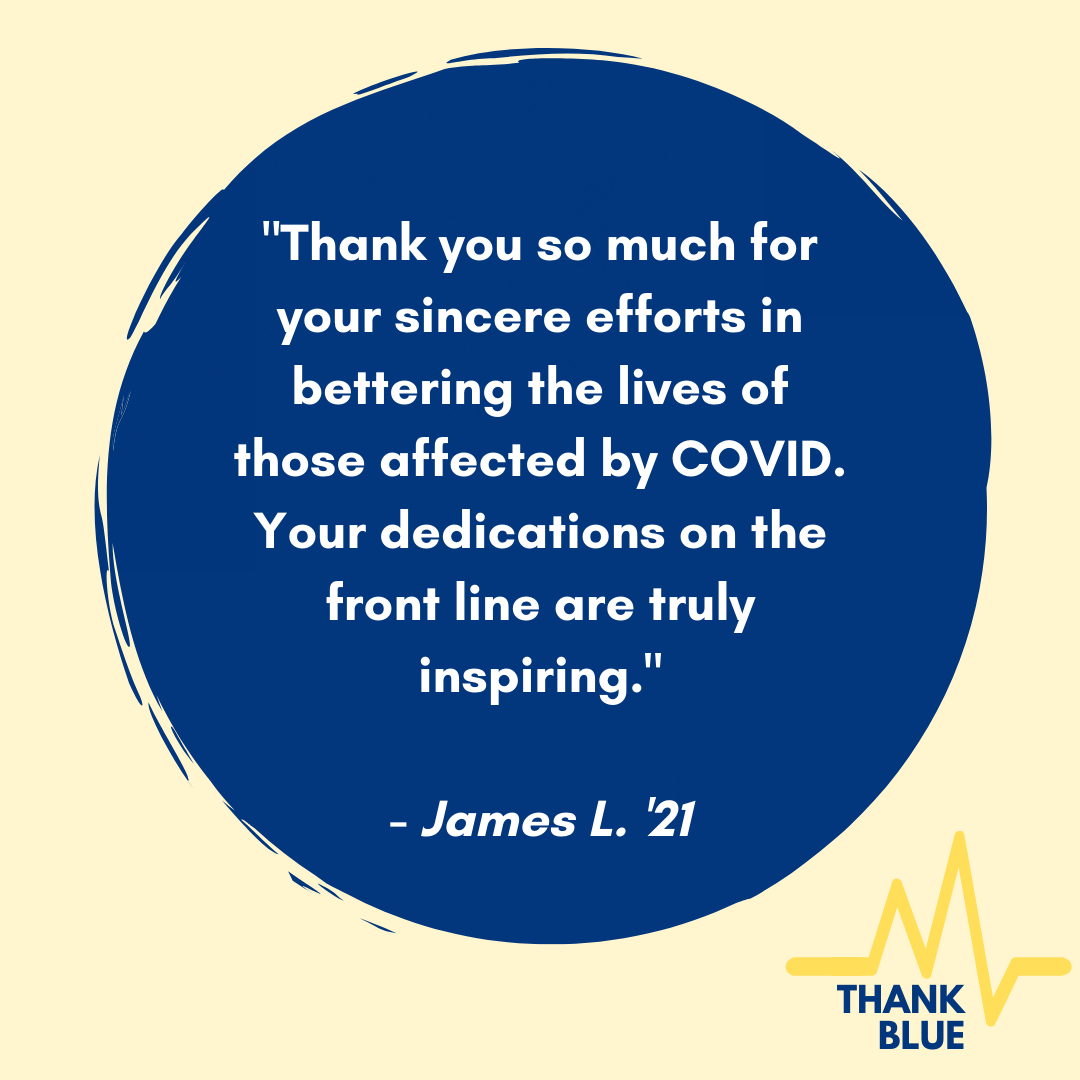 "Thank you so much for
your sincere efforts in
bettering the lives of
those affected by COVID.
Your dedications on the
front line are truly
inspiring."
- James L. '21
THANK
BLUE